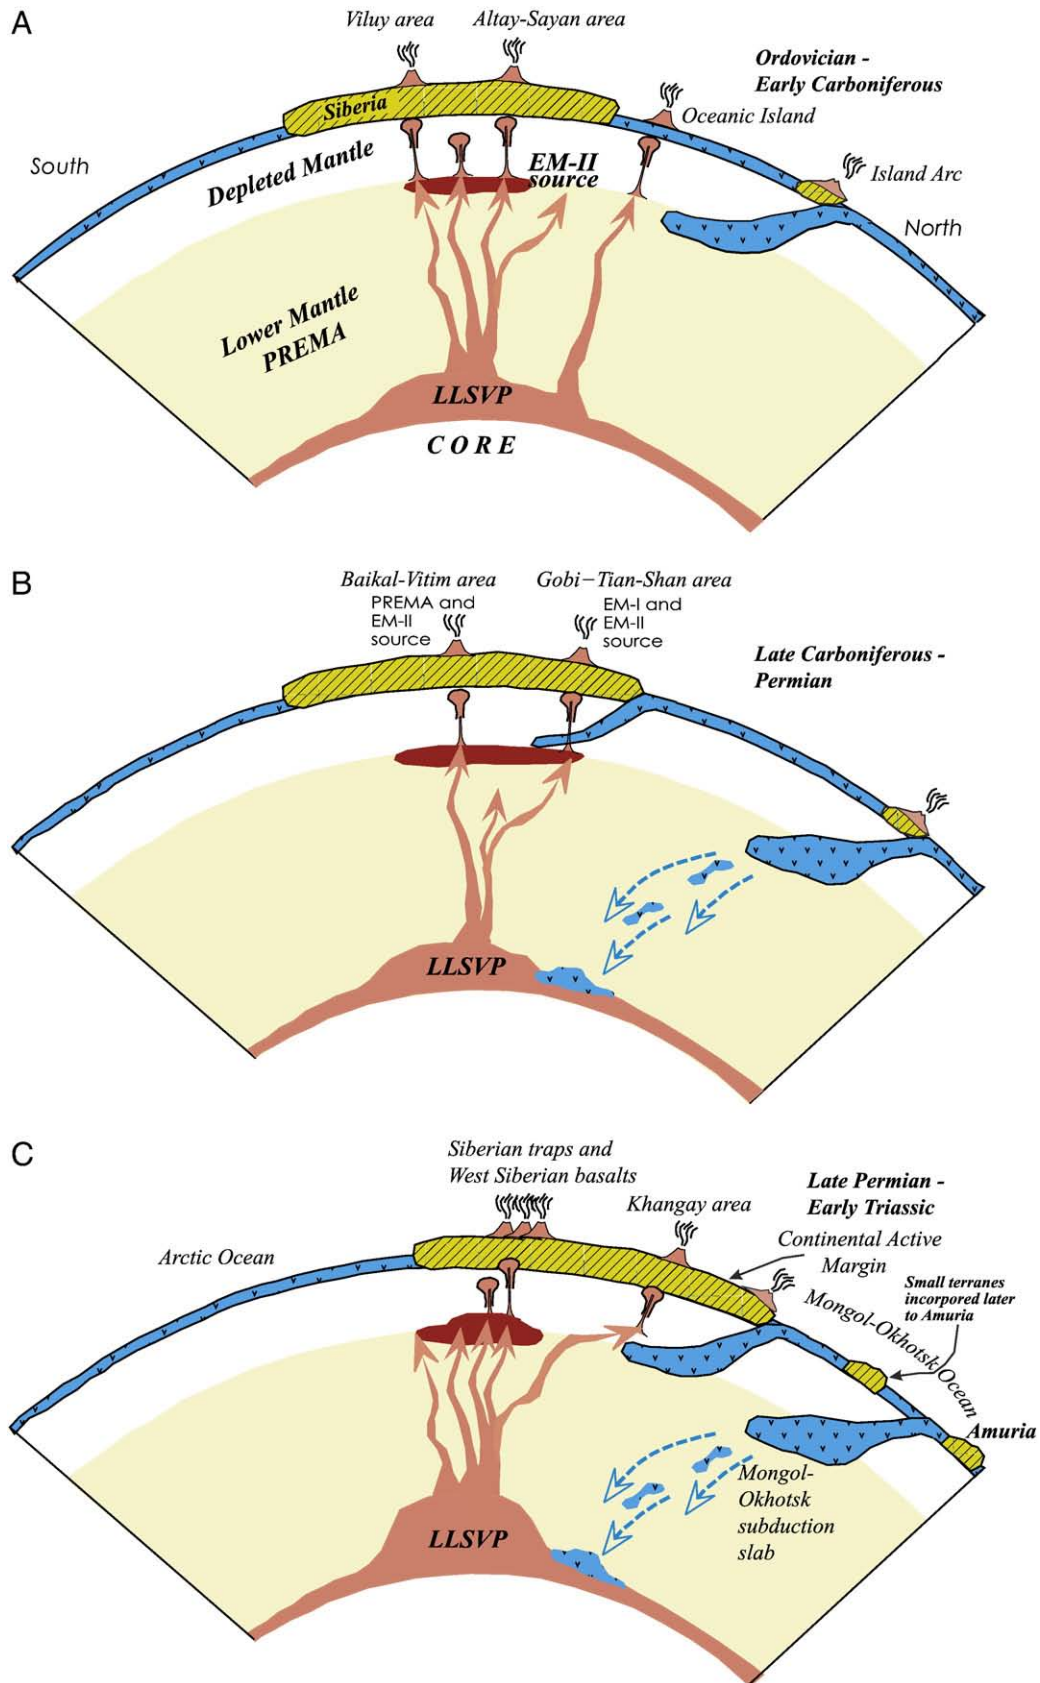 A
Viluy area
Altay-Sayan area
Ordovician -
Early Carboniferous
Siberia
Oceanic Island
South
Depleted Mantle
EM-II
source
Island Arc
North
Lower Mantle
PREMA
LLSVP
CORE
B
Baikal-Vitim area
PREMA and
EM-II
source
Gobi–Tian-Shan area
EM-I and
EM-II
source
Late Carboniferous -
Permian
LLSVP
C
Siberian traps and
West Siberian basalts
Khangay area
Late Permian -
Early Triassic
Continental Active
Margin
Arctic Ocean
Small terranes
incorpored later
to Amuria
Mongol-Okhotsk Ocean
Amuria
Mongol-
Okhotsk
subduction
slab
LLSVP